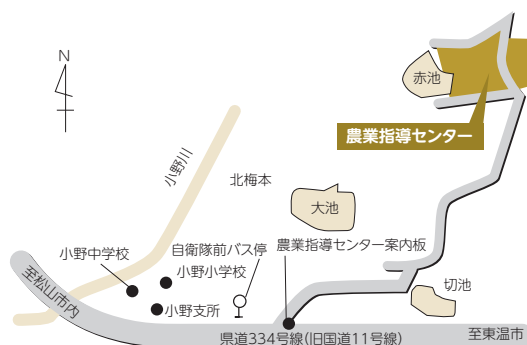 N
赤池
農業指導センター
小野川
北梅本
大池
自衛隊前バス停
農業指導センター案内板
小野中学校
小野小学校
小野支所
切池
至松山市内
県道334号線(旧国道11号線)
至東温市